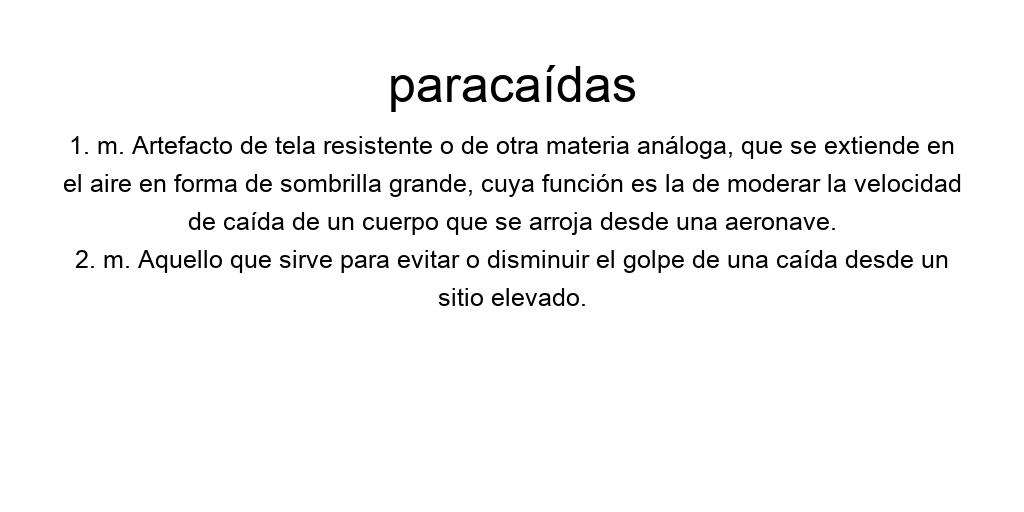 paracaídas
1. m. Artefacto de tela resistente o de otra materia análoga, que se extiende en
el aire en forma de sombrilla grande, cuya función es la de moderar la velocidad
de caída de un cuerpo que se arroja desde una aeronave.
2. m. Aquello que sirve para evitar o disminuir el golpe de una caída desde un
sitio elevado.